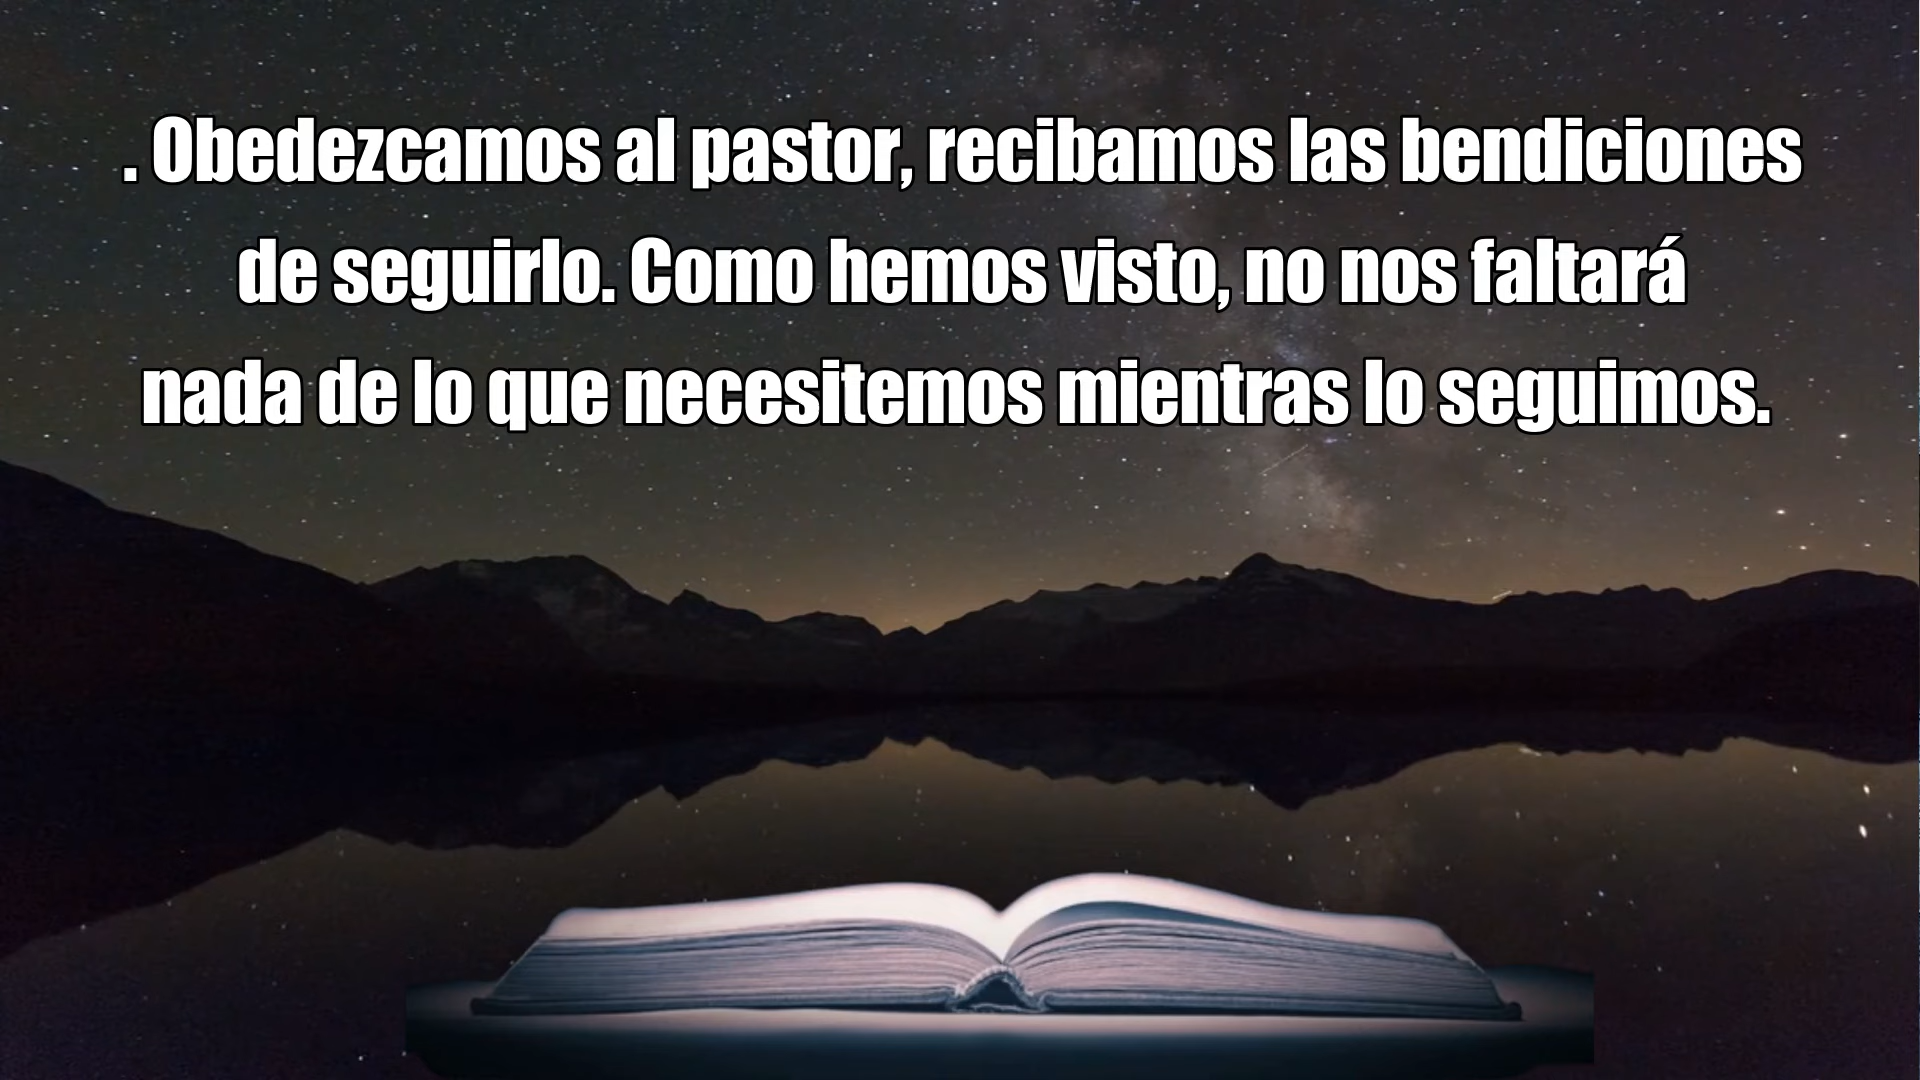 . Obedezcamos al pastor, recibamos las bendiciones
de seguirlo. Como hemos visto, no nos faltará
nada de lo que necesitemos mientras lo seguimos.